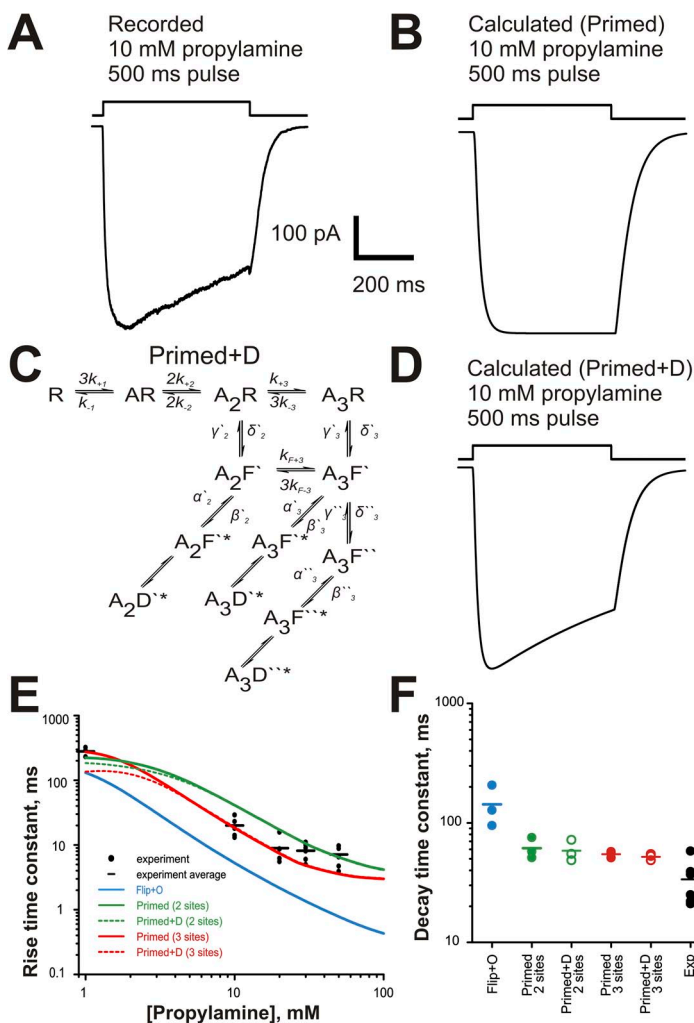 A
Recorded
10 mM propylamine
500 ms pulse
B
Calculated (Primed)
10 mM propylamine
500 ms pulse
100 pA
200 ms
C
Primed+D
3k+1 2k+2 k+3
R AR A2R A3R
k-1 2k-2 3k-3
γ`2 δ`2 γ`3 δ`3
kF+3
A2F` A3F`
3kF-3
α`2 β`2 α`3 β`3 γ``3 δ``3
A2F`* A3F`* A3F``
α``3 β``3
A2D`* A3D`* A3F``*
A3D``*
D
Calculated (Primed+D)
10 mM propylamine
500 ms pulse
E
Rise time constant, ms
1000
100
10
1
0.1
experiment
experiment average
Flip+O
Primed (2 sites)
Primed+D (2 sites)
Primed (3 sites)
Primed+D (3 sites)
1 10 100
[Propylamine], mM
F
Decay time constant, ms
1000
100
10
Flip+O
Primed
2 sites
Primed+D
2 sites
Primed
3 sites
Primed+D
3 sites
Exp